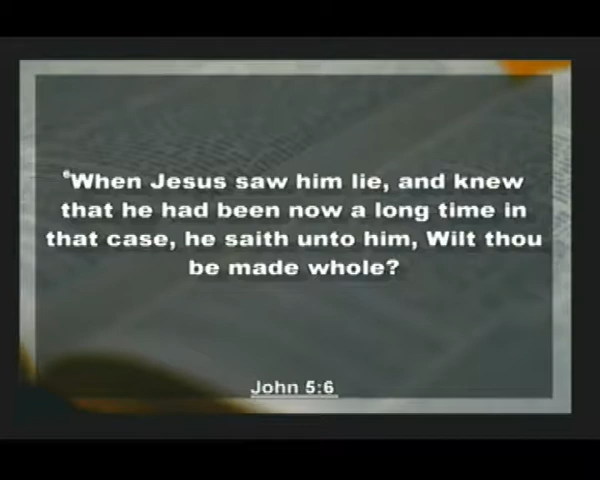 ⁶When Jesus saw him lie, and knew
that he had been now a long time in
that case, he saith unto him, Wilt thou
be made whole?
John 5:6